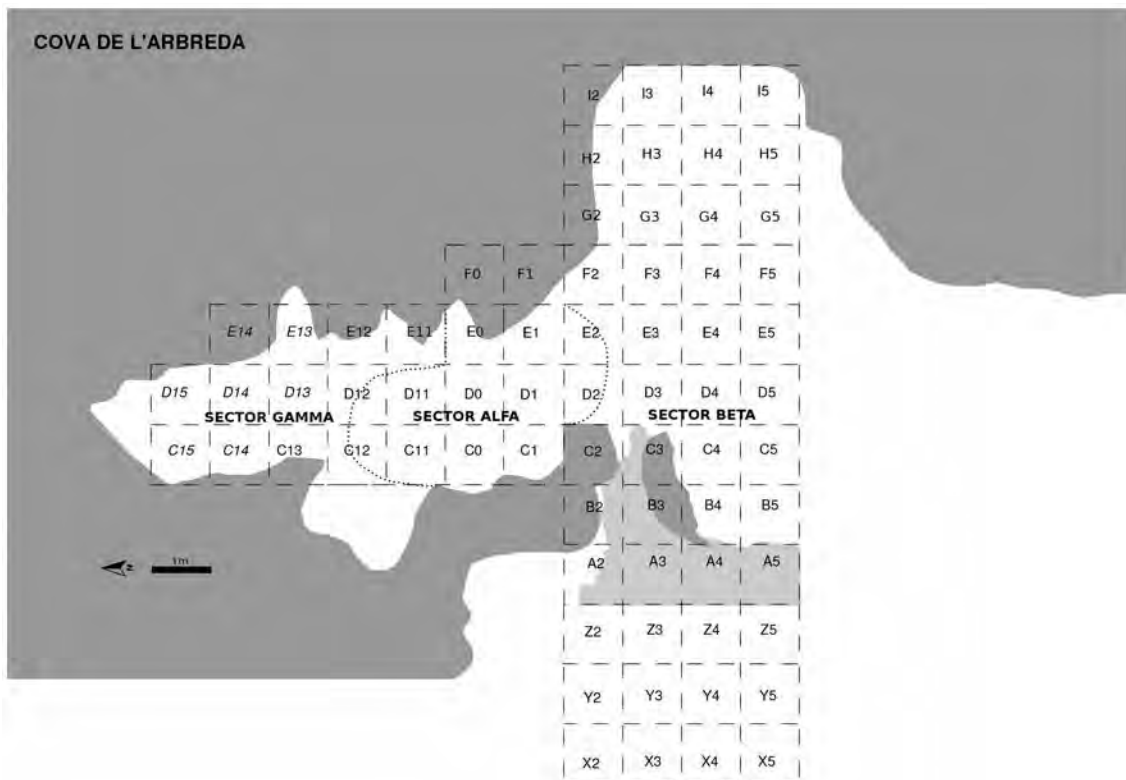 COVA DE L'ARBREDA
I2 I3 I4 I5
H2 H3 H4 H5
G2 G3 G4 G5
F0 F1 F2 F3 F4 F5
E14 E13 E12 E11 E0 E1 E2 E3 E4 E5
D15 D14 D13 D12 D11 D0 D1 D2 D3 D4 D5
SECTOR GAMMA SECTOR ALFA SECTOR BETA
C15 C14 C13 C12 C11 C0 C1 C2 C3 C4 C5
B2 B3 B4 B5
N 1m A2 A3 A4 A5
Z2 Z3 Z4 Z5
Y2 Y3 Y4 Y5
X2 X3 X4 X5